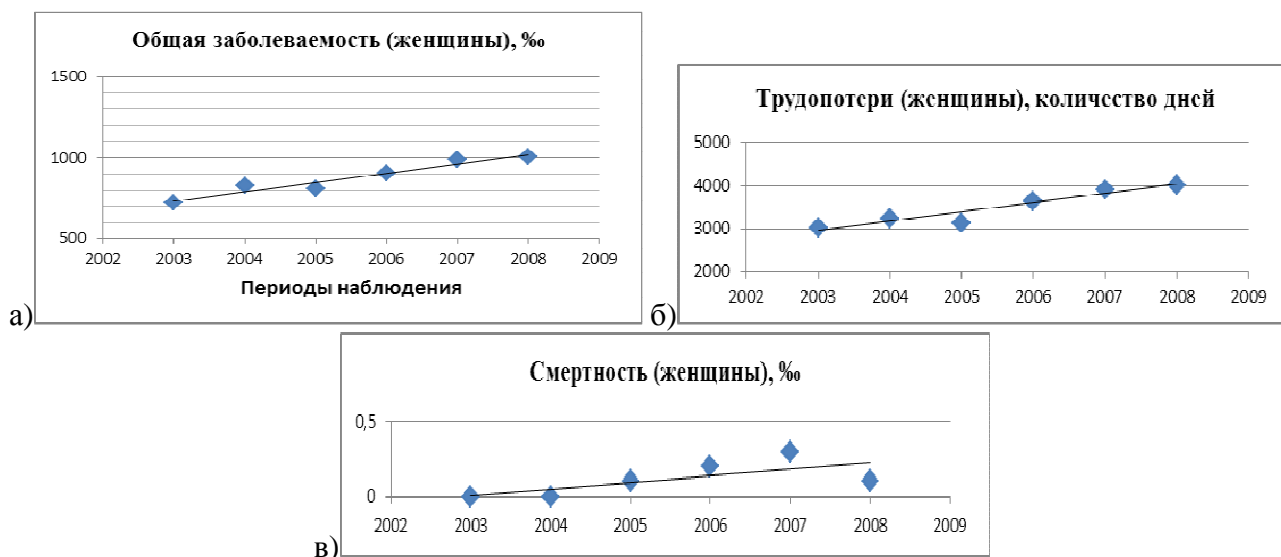 Общая заболеваемость (женщины), ‰
1500
1000
500
2002 2003 2004 2005 2006 2007 2008 2009
Периоды наблюдения
а)
Трудопотери (женщины), количество дней
5000
4000
3000
2000
2002 2003 2004 2005 2006 2007 2008 2009
б)
Смертность (женщины), ‰
0,5
0
2002 2003 2004 2005 2006 2007 2008 2009
в)